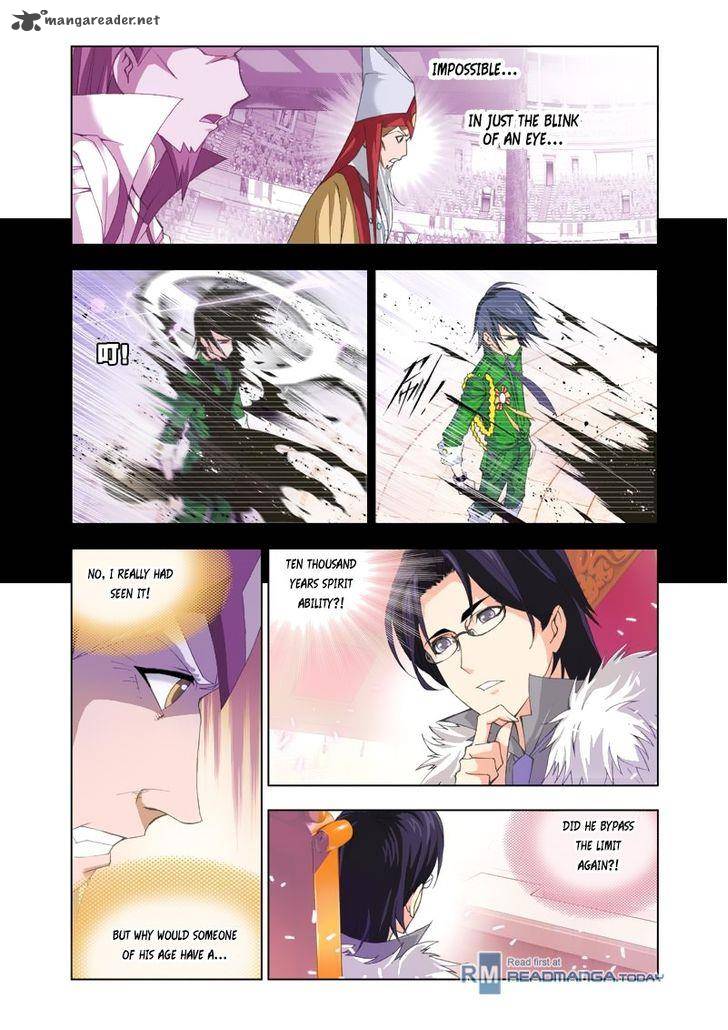 mangareader.net
IMPOSSIBLE...
IN JUST THE BLINK
OF AN EYE...
叮!
NO, I REALLY HAD
SEEN IT!
TEN THOUSAND
YEARS SPIRIT
ABILITY?!
DID HE BYPASS
THE LIMIT
AGAIN?!
BUT WHY WOULD SOMEONE
OF HIS AGE HAVE A...
Read first at
RM READMANGA.TODAY